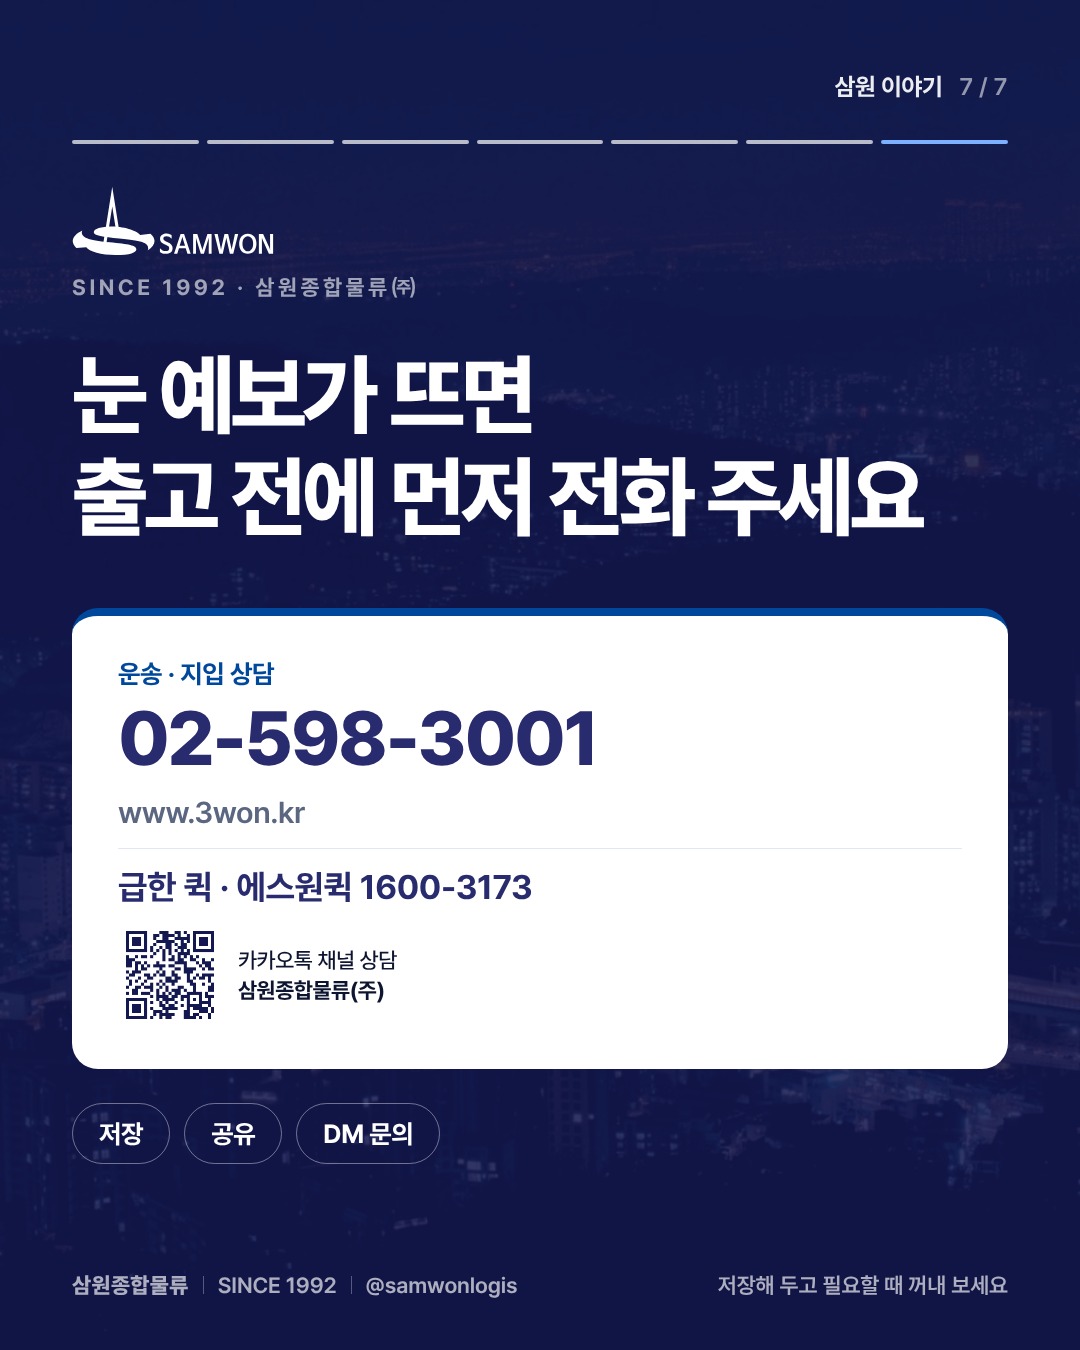 삼원 이야기 7 / 7
SAMWON
SINCE 1992 · 삼원종합물류㈜
눈 예보가 뜨면
출고 전에 먼저 전화 주세요
운송 · 지입 상담
02-598-3001
www.3won.kr
급한 퀵 · 에스원퀵 1600-3173
카카오톡 채널 상담
삼원종합물류(주)
저장
공유
DM 문의
삼원종합물류 | SINCE 1992 | @samwonlogis
저장해 두고 필요할 때 꺼내 보세요